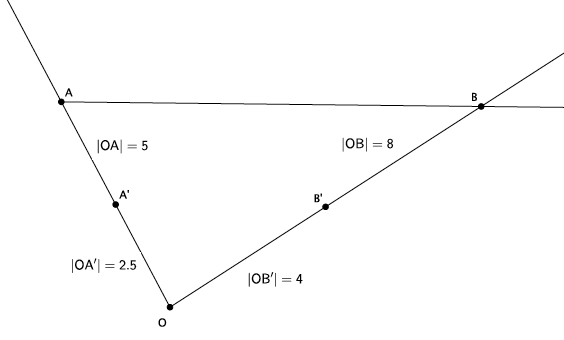 A
B
|OA| = 5
|OB| = 8
A'
B'
|OA′| = 2.5
|OB′| = 4
O